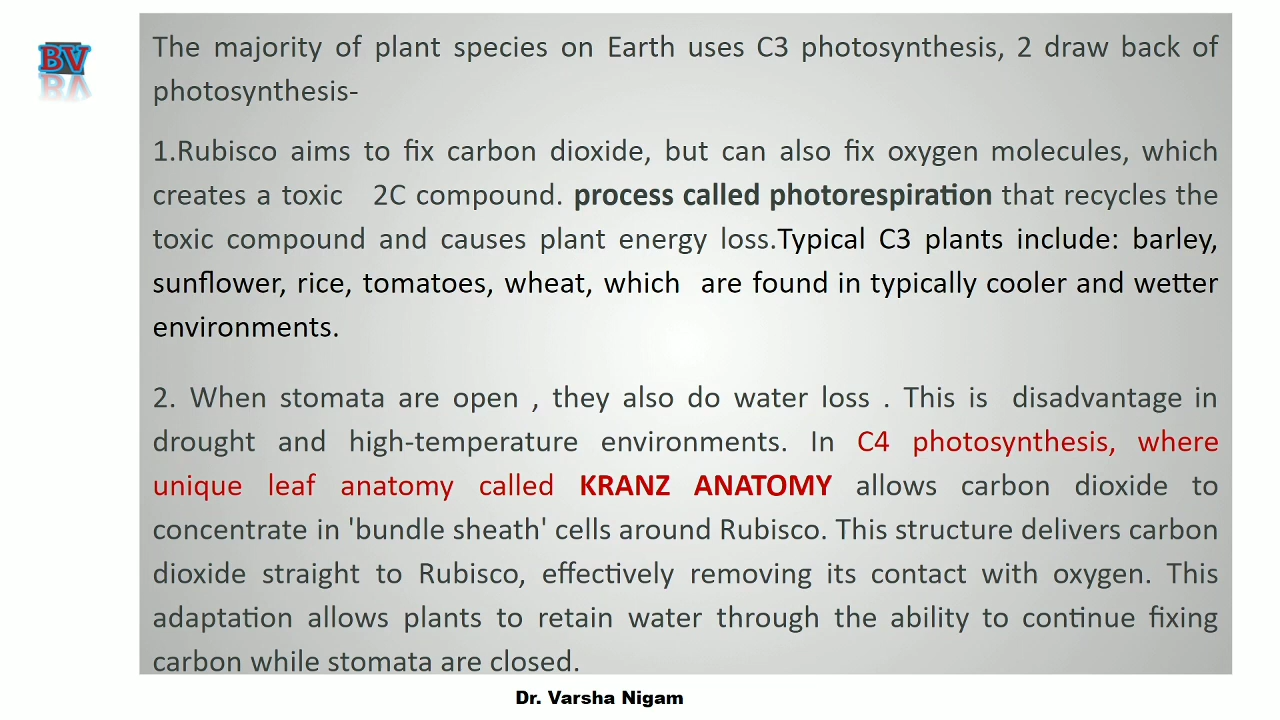 BV
The majority of plant species on Earth uses C3 photosynthesis, 2 draw back of
photosynthesis-
1.Rubisco aims to fix carbon dioxide, but can also fix oxygen molecules, which
creates a toxic 2C compound. process called photorespiration that recycles the
toxic compound and causes plant energy loss.Typical C3 plants include: barley,
sunflower, rice, tomatoes, wheat, which are found in typically cooler and wetter
environments.
2. When stomata are open , they also do water loss . This is disadvantage in
drought and high-temperature environments. In C4 photosynthesis, where
unique leaf anatomy called KRANZ ANATOMY allows carbon dioxide to
concentrate in 'bundle sheath' cells around Rubisco. This structure delivers carbon
dioxide straight to Rubisco, effectively removing its contact with oxygen. This
adaptation allows plants to retain water through the ability to continue fixing
carbon while stomata are closed.
Dr. Varsha Nigam